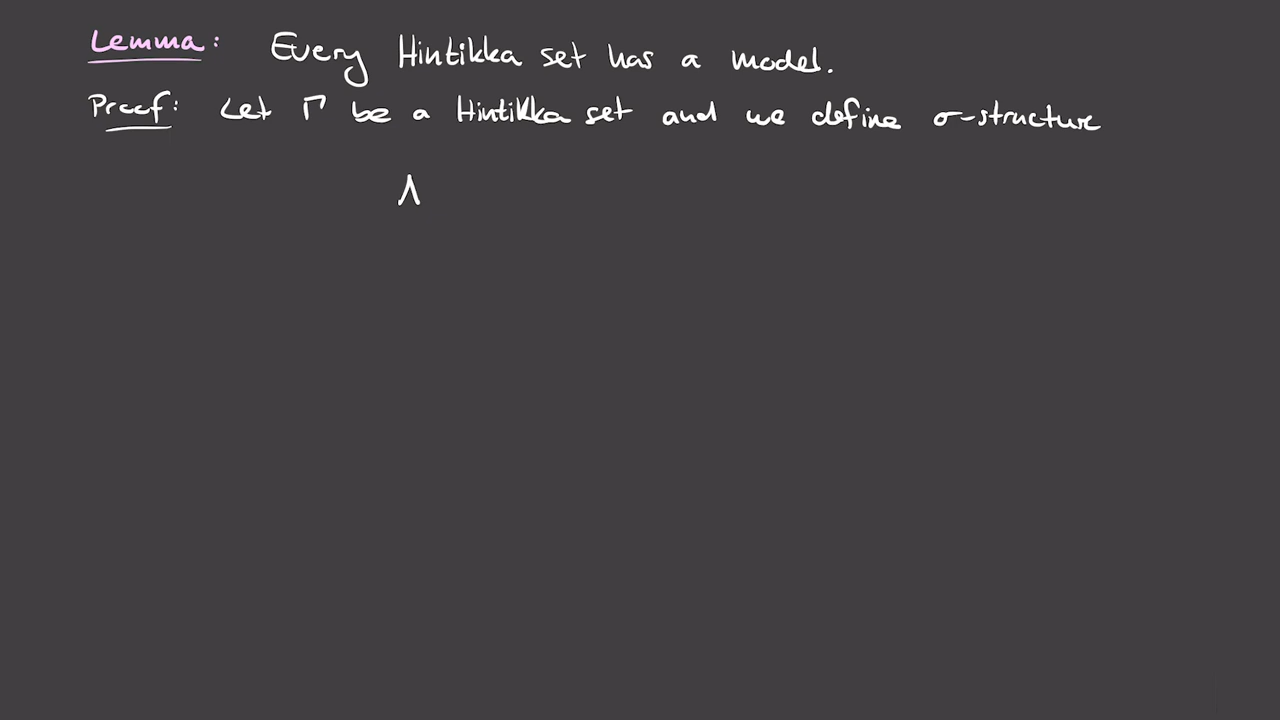 Lemma: Every Hintikka set has a model.
Proof: Let Γ be a Hintikka set and we define σ-structure
Λ